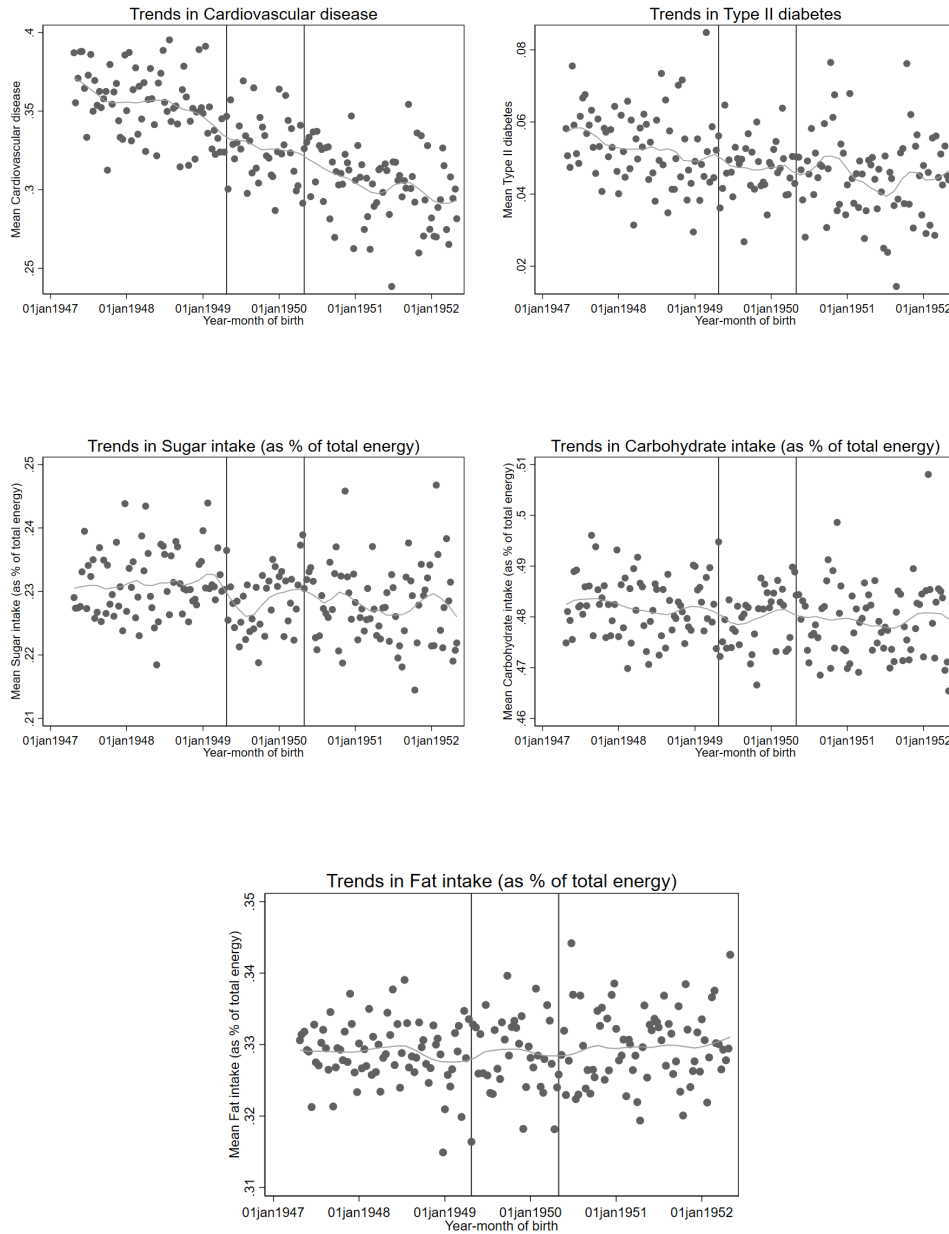 Trends in Cardiovascular disease
Mean Cardiovascular disease
.4
.35
.3
.25
01jan1947 01jan1948 01jan1949 01jan1950 01jan1951 01jan1952
Year-month of birth
Trends in Type II diabetes
Mean Type II diabetes
.08
.06
.04
.02
01jan1947 01jan1948 01jan1949 01jan1950 01jan1951 01jan1952
Year-month of birth
Trends in Sugar intake (as % of total energy)
Mean Sugar intake (as % of total energy)
.25
.24
.23
.22
.21
01jan1947 01jan1948 01jan1949 01jan1950 01jan1951 01jan1952
Year-month of birth
Trends in Carbohydrate intake (as % of total energy)
Mean Carbohydrate intake (as % of total energy)
.51
.5
.49
.48
.47
.46
01jan1947 01jan1948 01jan1949 01jan1950 01jan1951 01jan1952
Year-month of birth
Trends in Fat intake (as % of total energy)
Mean Fat intake (as % of total energy)
.35
.34
.33
.32
.31
01jan1947 01jan1948 01jan1949 01jan1950 01jan1951 01jan1952
Year-month of birth